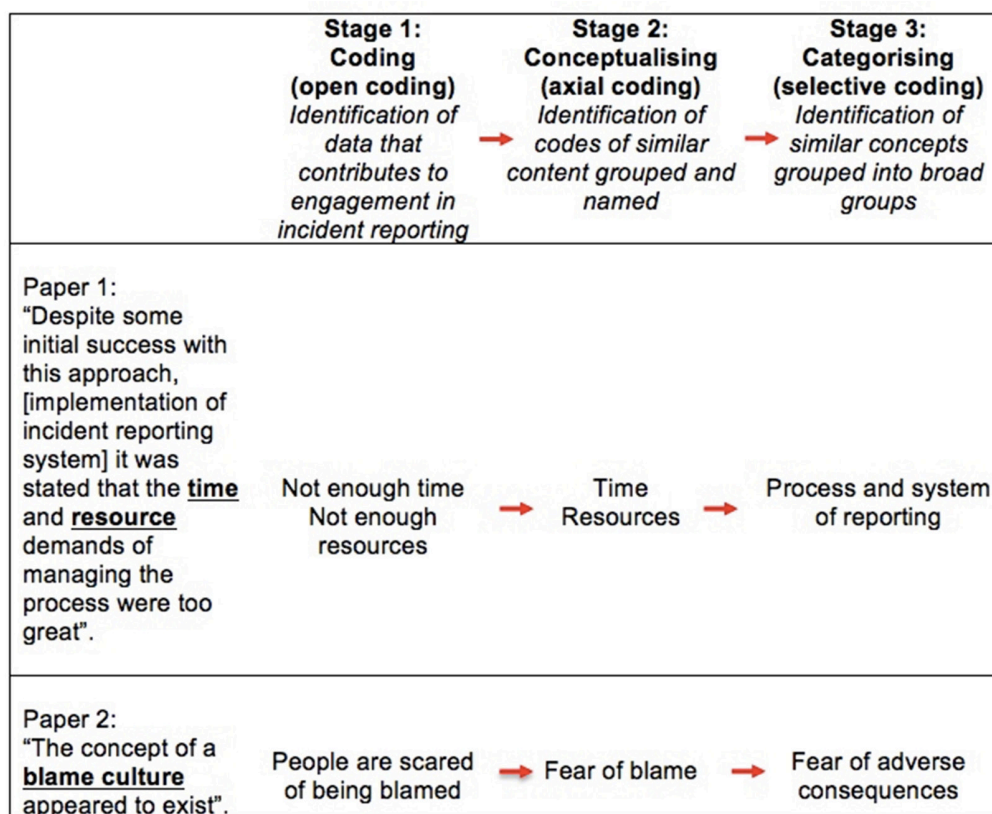 Stage 1:
Coding
(open coding)
Identification of
data that
contributes to
engagement in
incident reporting
Stage 2:
Conceptualising
(axial coding)
Identification of
codes of similar
content grouped and
named
Stage 3:
Categorising
(selective coding)
Identification of
similar concepts
grouped into broad
groups
Paper 1:
“Despite some
initial success with
this approach,
[implementation of
incident reporting
system] it was
stated that the time
and resource
demands of
managing the
process were too
great”.
Not enough time
Not enough
resources
Time
Resources
Process and system
of reporting
Paper 2:
“The concept of a
blame culture
appeared to exist”.
People are scared
of being blamed
Fear of blame
Fear of adverse
consequences